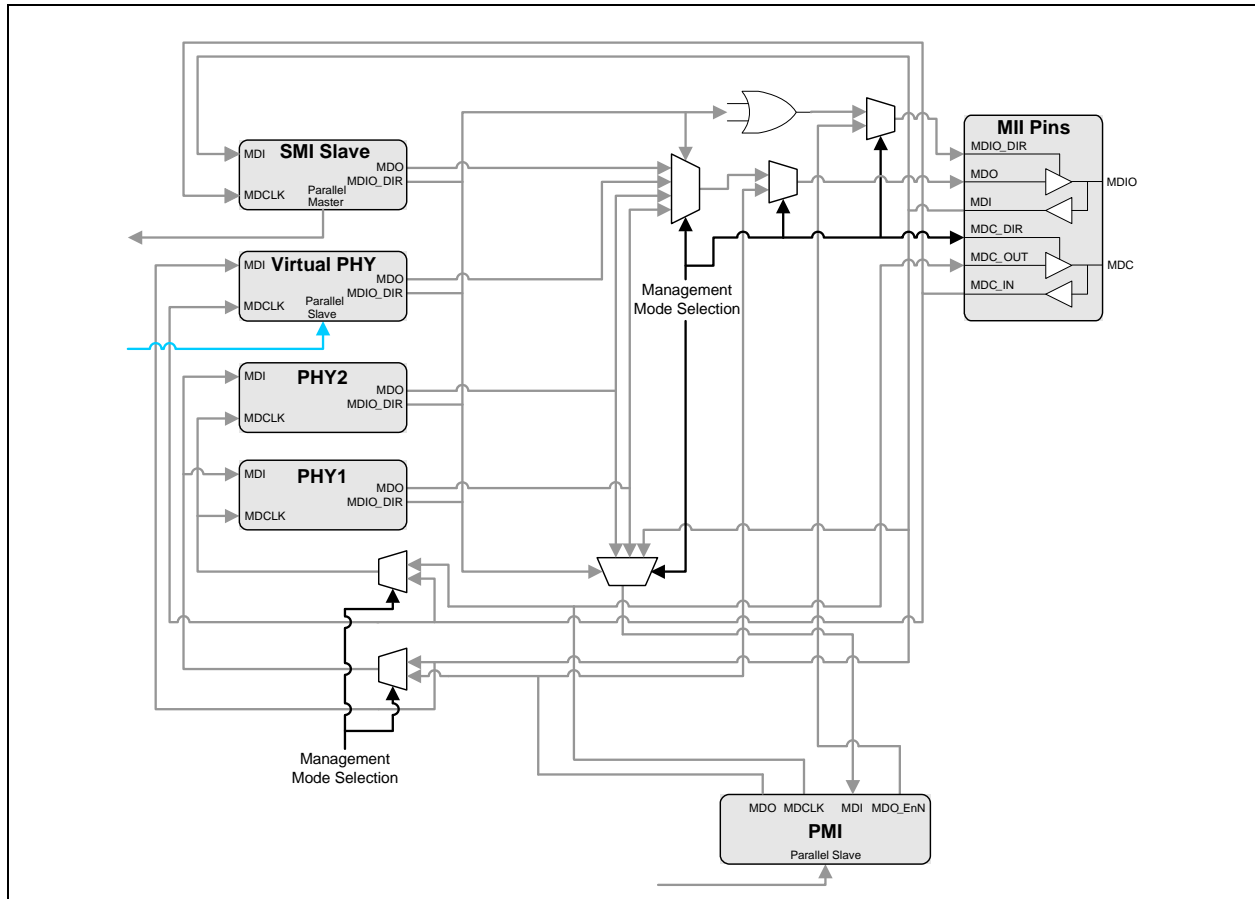 MII Pins
MDIO_DIR
MDO
MDI
MDC_DIR
MDC_OUT
MDC_IN
MDIO
MDC
SMI Slave
MDI
MDCLK
MDO
MDIO_DIR
Parallel
Master
Virtual PHY
MDI
MDCLK
MDO
MDIO_DIR
Parallel
Slave
Management
Mode Selection
PHY2
MDI
MDCLK
MDO
MDIO_DIR
PHY1
MDI
MDCLK
MDO
MDIO_DIR
Management
Mode Selection
MDO MDCLK MDI MDO_EnN
PMI
Parallel Slave